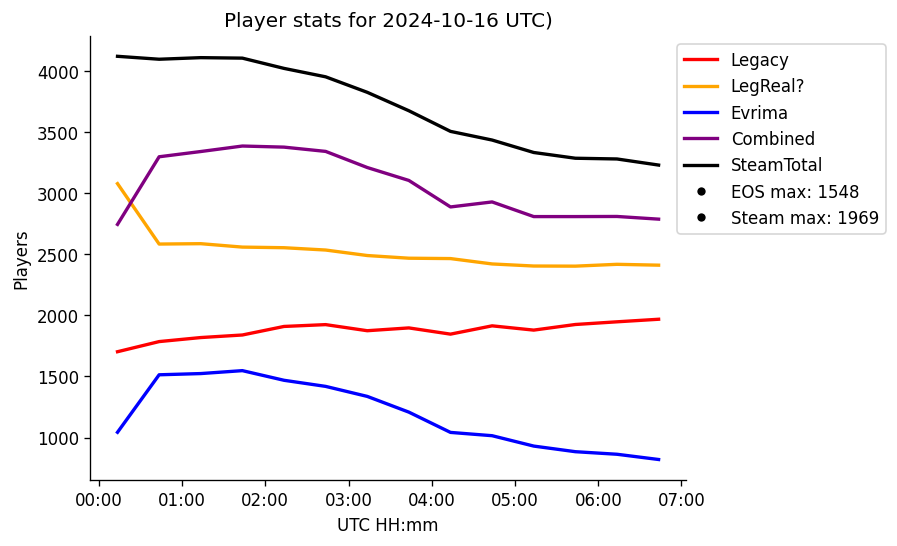 Player stats for 2024-10-16 UTC)
Legacy
LegReal?
Evrima
Combined
SteamTotal
EOS max: 1548
Steam max: 1969
4000
3500
3000
2500
2000
1500
1000
Players
00:00 01:00 02:00 03:00 04:00 05:00 06:00 07:00
UTC HH:mm